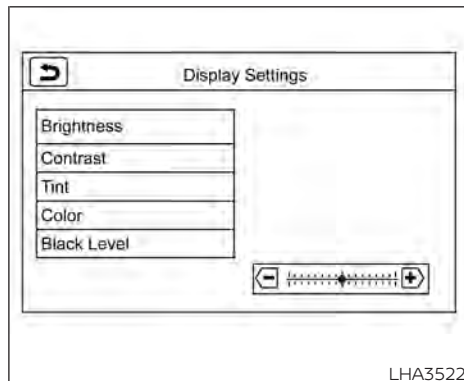 Display Settings
Brightness
Contrast
Tint
Color
Black Level
LHA3522